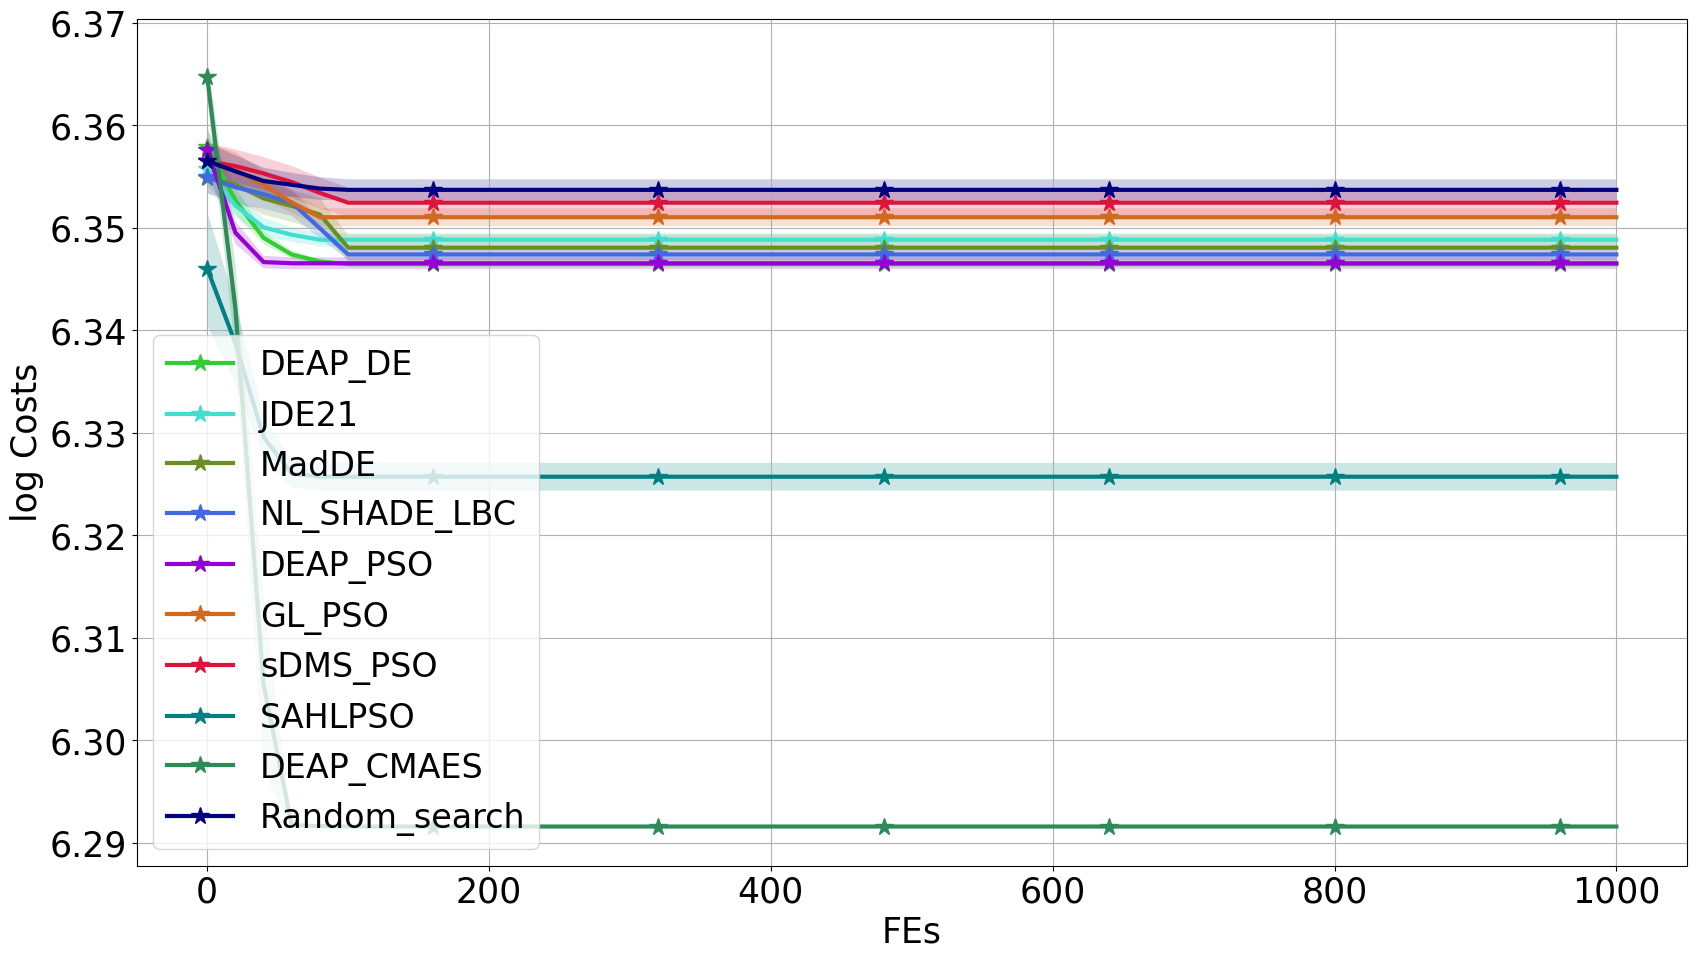 6.37
6.36
6.35
6.34
6.33
6.32
6.31
6.30
6.29
log Costs
DEAP_DE
JDE21
MadDE
NL_SHADE_LBC
DEAP_PSO
GL_PSO
sDMS_PSO
SAHLPSO
DEAP_CMAES
Random_search
0 200 400 600 800 1000
FEs